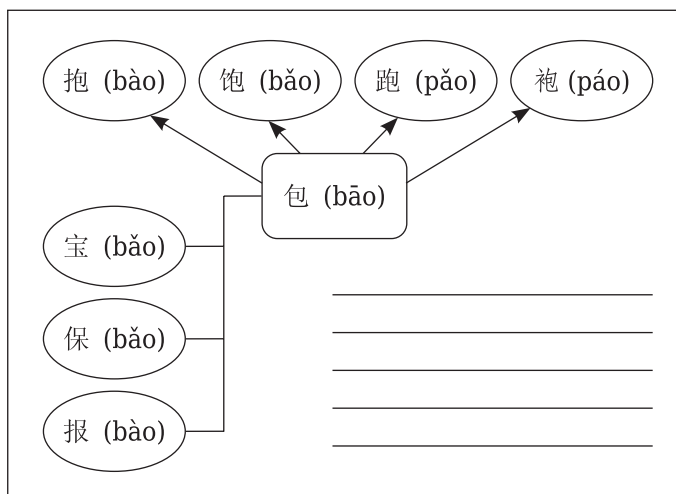 抱 (bào) 饱 (bǎo) 跑 (pǎo) 袍 (páo)
包 (bāo)
宝 (bǎo)
保 (bǎo)
报 (bào)